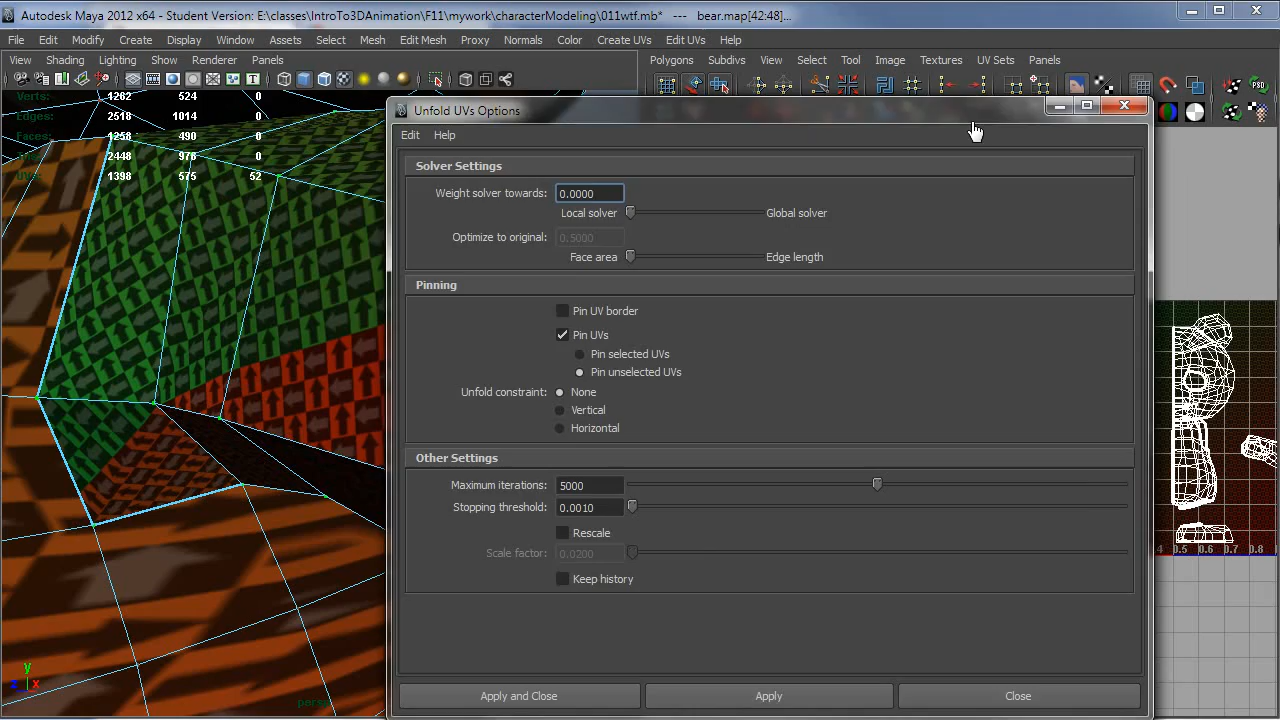 Autodesk Maya 2012 x64 - Student Version: E:\classes\IntroTo3DAnimation\F11\mywork\characterModeling\011wtf.mb* --- bear.map[42:48]...
File Edit Modify Create Display Window Assets Select Mesh Edit Mesh Proxy Normals Color Create UVs Edit UVs Help
View Shading Lighting Show Renderer Panels
Polygons Subdivs View Select Tool Image Textures UV Sets Panels
Verts: 1262 524 0
Edges: 2518 1014 0
Faces: 1258 490 0
2448 976 0
1398 575 52
Unfold UVs Options
Edit Help
Solver Settings
Weight solver towards: 0.0000
Local solver Global solver
Optimize to original: 0.5000
Face area Edge length
Pinning
Pin UV border
Pin UVs
Pin selected UVs
Pin unselected UVs
Unfold constraint: None
Vertical
Horizontal
Other Settings
Maximum iterations: 5000
Stopping threshold: 0.0010
Rescale
Scale factor: 0.0200
Keep history
Apply and Close Apply Close
0.5 0.6 0.7 0.8
y
z x